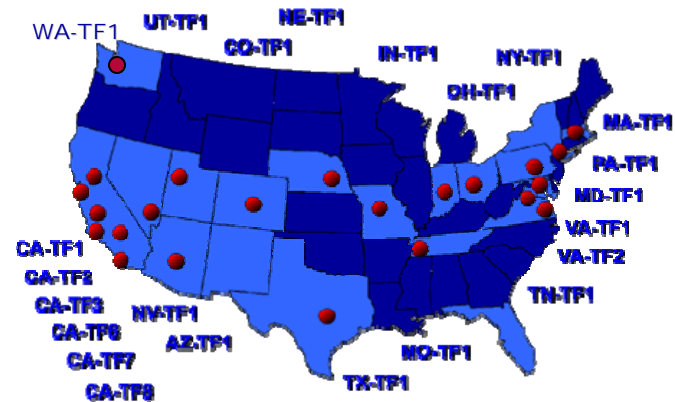 WA-TF1
UT-TF1
NE-TF1
CO-TF1
IN-TF1
NY-TF1
OH-TF1
MA-TF1
PA-TF1
MD-TF1
VA-TF1
VA-TF2
TN-TF1
CA-TF1
CA-TF2
CA-TF3
CA-TF6
CA-TF7
CA-TF8
NV-TF1
AZ-TF1
MO-TF1
TX-TF1